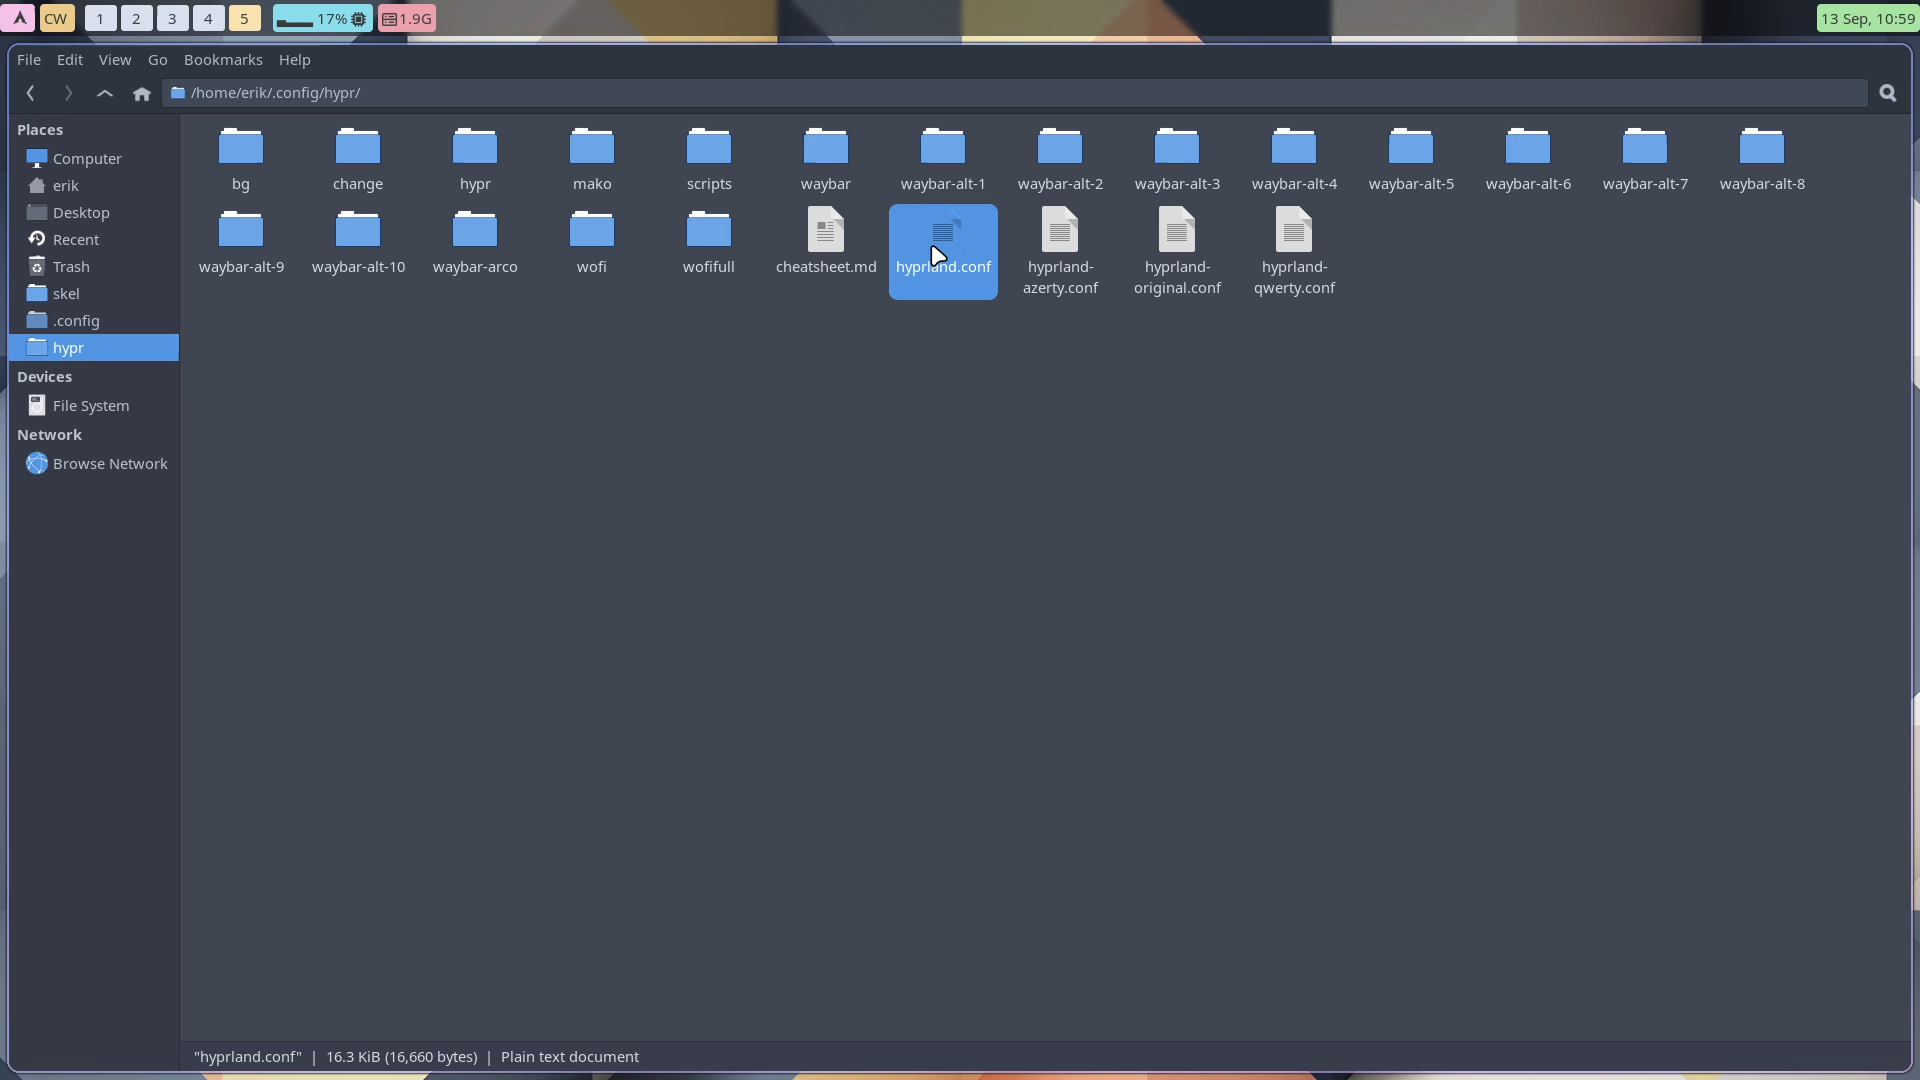 CW 1 2 3 4 5 17% 1.9G 13 Sep, 10:59
File Edit View Go Bookmarks Help
/home/erik/.config/hypr/
Places
Computer
erik
Desktop
Recent
Trash
skel
.config
hypr
Devices
File System
Network
Browse Network
bg change hypr mako scripts waybar waybar-alt-1 waybar-alt-2 waybar-alt-3 waybar-alt-4 waybar-alt-5 waybar-alt-6 waybar-alt-7 waybar-alt-8
waybar-alt-9 waybar-alt-10 waybar-arco wofi wofifull cheatsheet.md hyprland.conf hyprland- hyprland- hyprland-
azerty.conf original.conf qwerty.conf
"hyprland.conf" | 16.3 KiB (16,660 bytes) | Plain text document